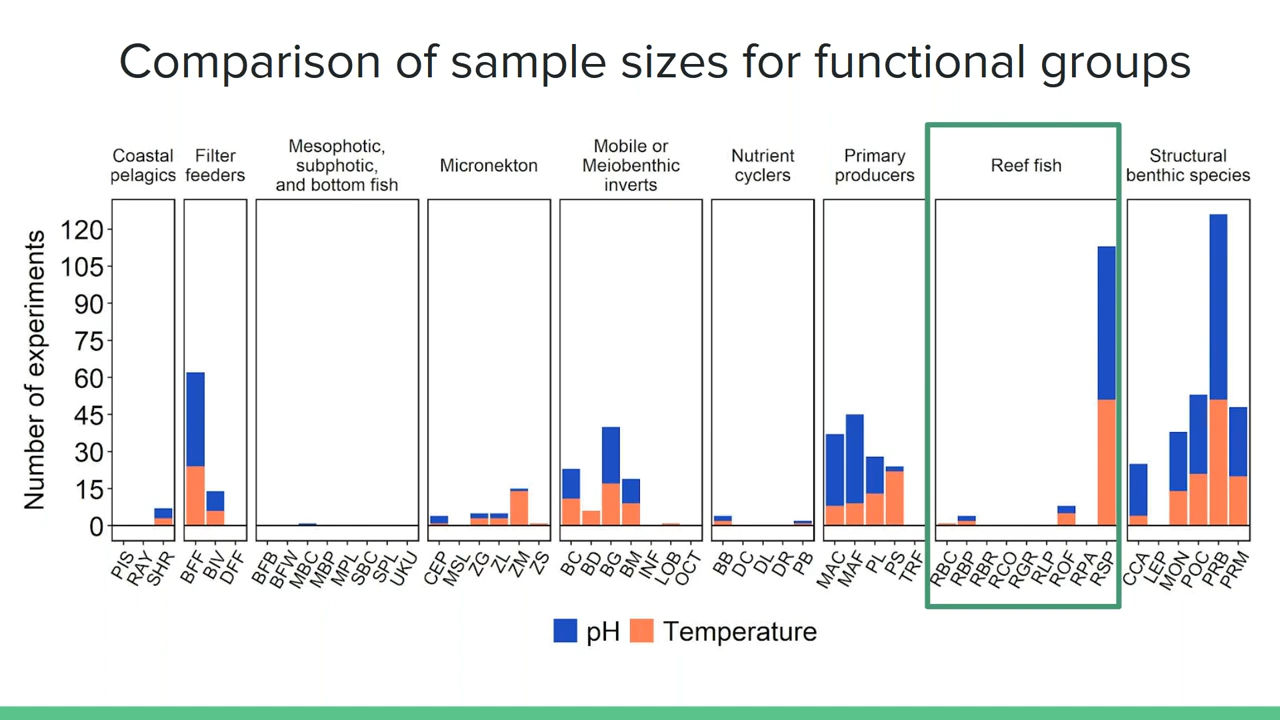 Comparison of sample sizes for functional groups
Coastal
pelagics
Filter
feeders
Mesophotic,
subphotic,
and bottom fish
Micronekton
Mobile or
Meiobenthic
inverts
Nutrient
cyclers
Primary
producers
Reef fish
Structural
benthic species
Number of experiments
120
105
90
75
60
45
30
15
0
PIS RAY SHR BFF BIV DFF BFB BFW MBC MBP MPL SBC SPL UKU CEP MSL ZG ZL ZM ZS BC BD BG BM INF LOB OCT BB DC DL DR PB MAC MAF PL PS TRF RBC RBP RBR RCO RGR RLP ROF RPA RSP CCA LEP MON POC PRB PRM
pH Temperature